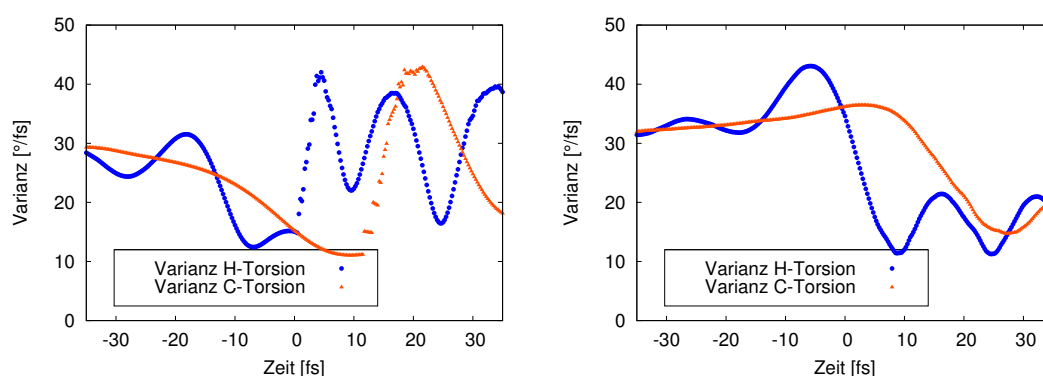 50
40
30
20
10
0
Varianz [°/fs]
-30 -20 -10 0 10 20 30
Zeit [fs]
Varianz H-Torsion
Varianz C-Torsion
50
40
30
20
10
0
Varianz [°/fs]
-30 -20 -10 0 10 20 30
Zeit [fs]
Varianz H-Torsion
Varianz C-Torsion